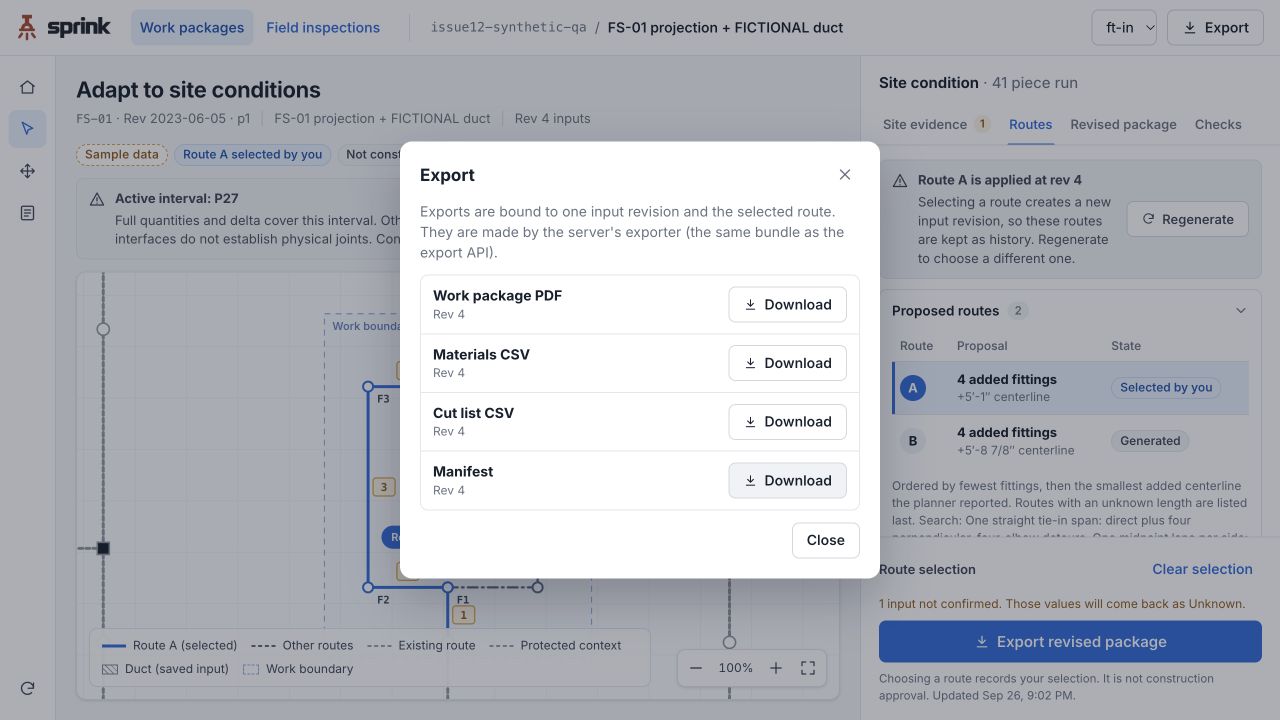 sprink
Work packages
Field inspections
issue12-synthetic-qa / FS-01 projection + FICTIONAL duct
ft-in
Export
Adapt to site conditions
FS-01 · Rev 2023-06-05 · p1
FS-01 projection + FICTIONAL duct
Rev 4 inputs
Sample data
Route A selected by you
Active interval: P27
Full quantities and delta cover this interval.
interfaces do not establish physical joints.
F3
3
F2
F1
1
Route A (selected)
Other routes
Existing route
Protected context
Duct (saved input)
Work boundary
100%
Export
Exports are bound to one input revision and the selected route.
They are made by the server's exporter (the same bundle as the
export API).
Work package PDF
Rev 4
Download
Materials CSV
Rev 4
Download
Cut list CSV
Rev 4
Download
Manifest
Rev 4
Download
Close
Site condition · 41 piece run
Site evidence 1
Routes
Revised package
Checks
Route A is applied at rev 4
Selecting a route creates a new
input revision, so these routes
are kept as history. Regenerate
to choose a different one.
Regenerate
Proposed routes 2
Route
Proposal
State
A
4 added fittings
+5′-1″ centerline
Selected by you
B
4 added fittings
+5′-8 7/8″ centerline
Generated
Ordered by fewest fittings, then the smallest added centerline
the planner reported. Routes with an unknown length are listed
last. Search: One straight tie-in span: direct plus four
Route selection
Clear selection
1 input not confirmed. Those values will come back as Unknown.
Export revised package
Choosing a route records your selection. It is not construction
approval. Updated Sep 26, 9:02 PM.